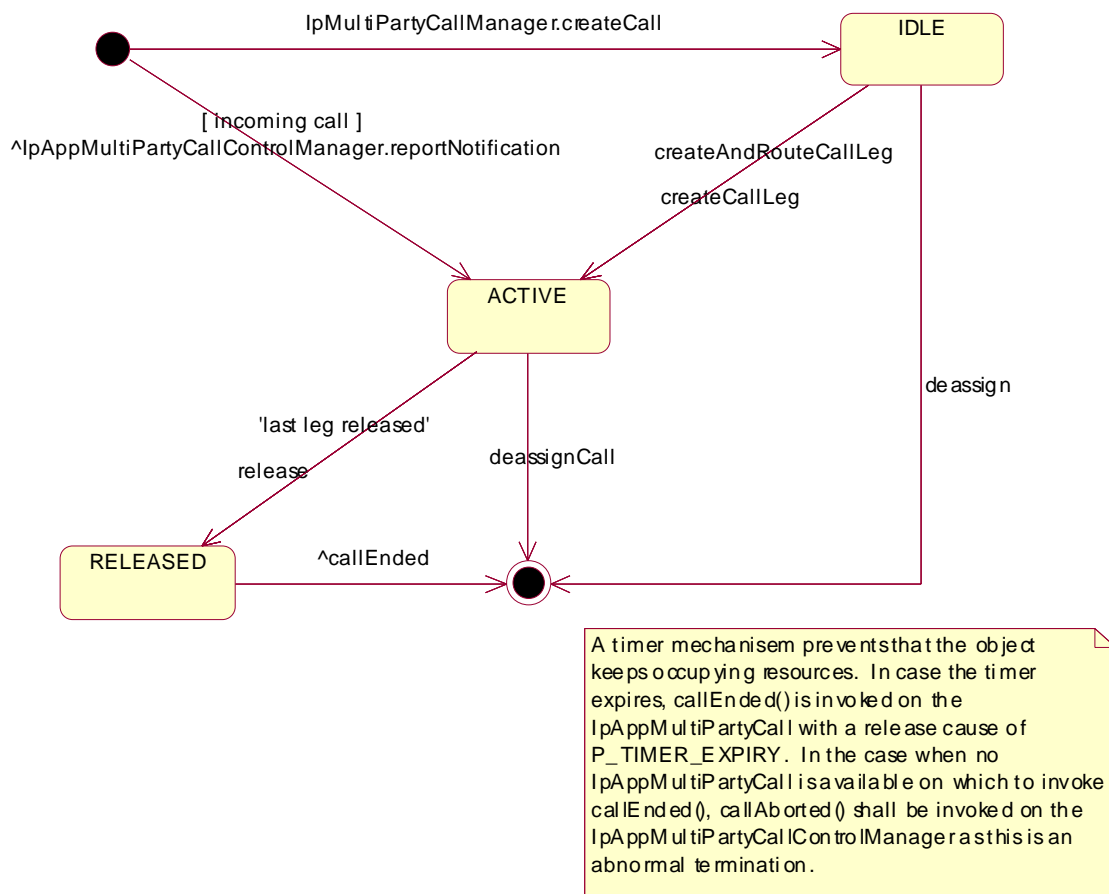 IpMultiPartyCallManager.createCall
IDLE
[ incoming call ]
^IpAppMultiPartyCallControlManager.reportNotification
createAndRouteCallLeg
createCallLeg
ACTIVE
deassign
'last leg released'
deassignCall
release
RELEASED
^callEnded
A timer mechanisem prevents that the object
keeps occupying resources. In case the timer
expires, callEnded() is invoked on the
IpAppMultiPartyCall with a release cause of
P_TIMER_EXPIRY. In the case when no
IpAppMultiPartyCall is available on which to invoke
callEnded(), callAborted() shall be invoked on the
IpAppMultiPartyCallControlManager as this is an
abnormal termination.